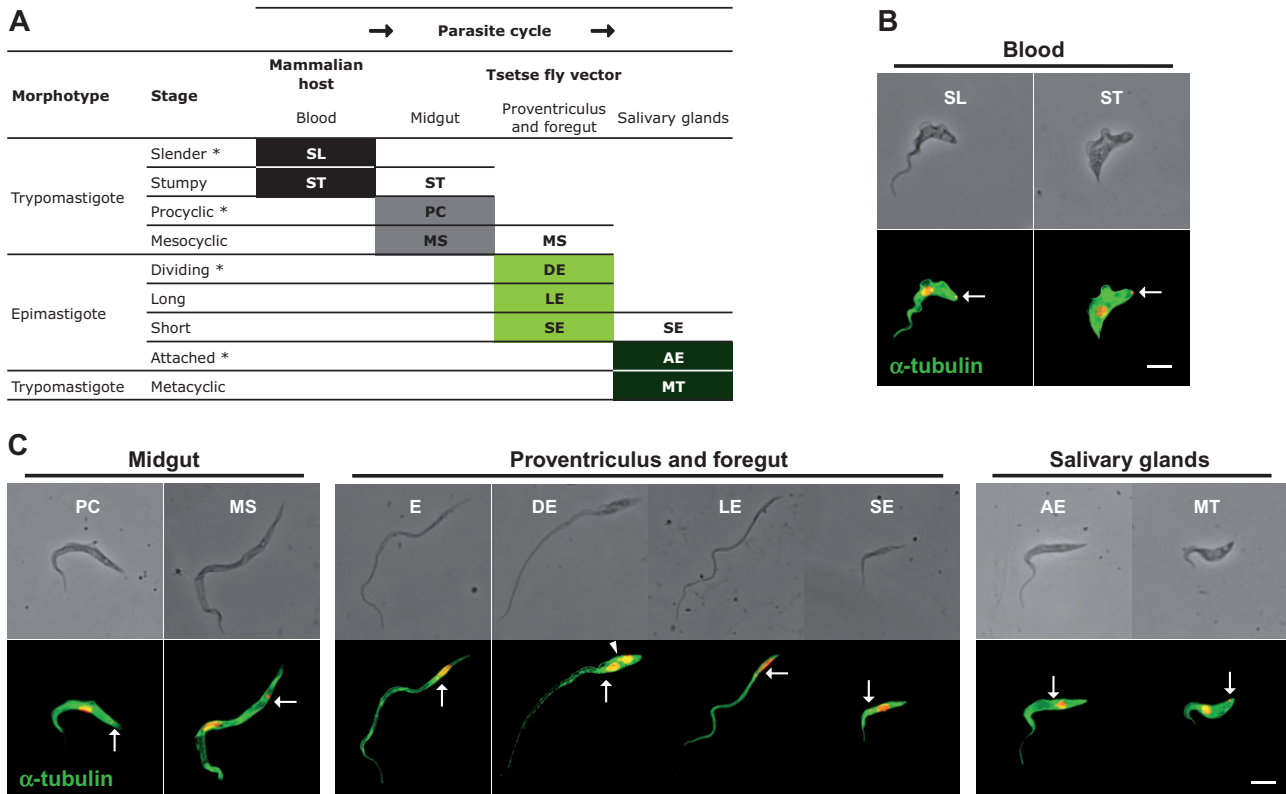 A
→ Parasite cycle →
Mammalian host
Tsetse fly vector
Morphotype Stage
Blood Midgut Proventriculus and foregut Salivary glands
Trypomastigote
Slender * SL
Stumpy ST ST
Procyclic * PC
Mesocyclic MS MS
Epimastigote
Dividing * DE
Long LE
Short SE SE
Attached * AE
Trypomastigote Metacyclic MT
B
Blood
SL ST
α-tubulin
C
Midgut Proventriculus and foregut Salivary glands
PC MS E DE LE SE AE MT
α-tubulin